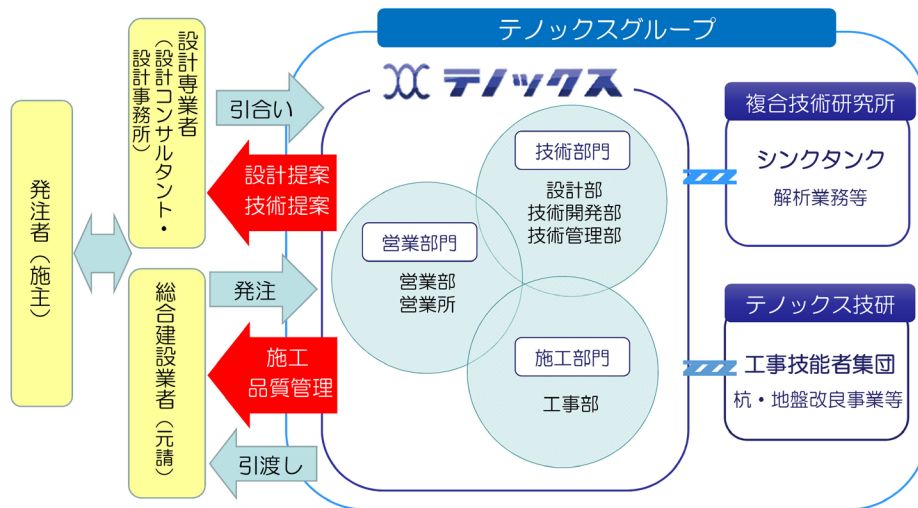 テノックスグループ
テノックス
発注者（施主）
設計専業者
（設計コンサルタント・
設計事務所）
総合建設業者（元請）
引合い
設計提案
技術提案
発注
施工
品質管理
引渡し
技術部門
設計部
技術開発部
技術管理部
営業部門
営業部
営業所
施工部門
工事部
複合技術研究所
シンクタンク
解析業務等
テノックス技研
工事技能者集団
杭・地盤改良事業等